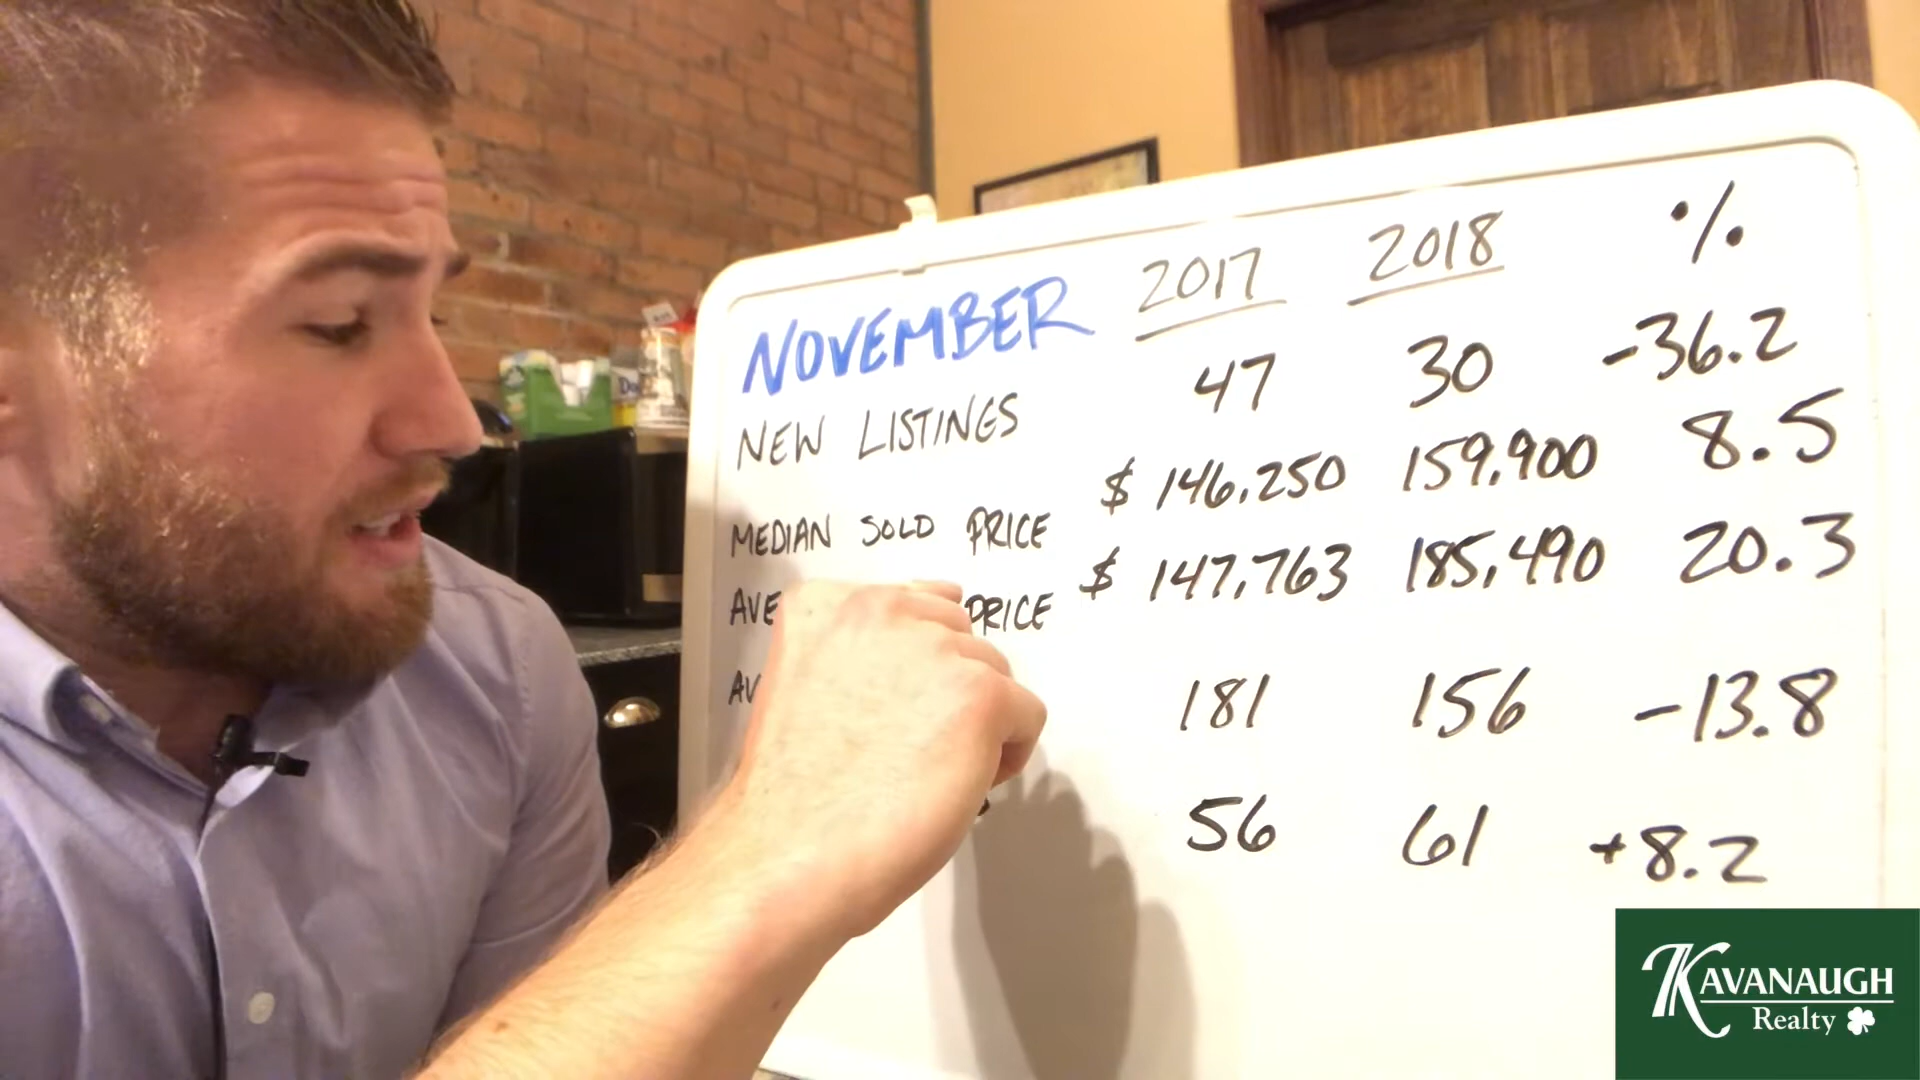 2017 2018 %
NOVEMBER
NEW LISTINGS 47 30 -36.2
MEDIAN SOLD PRICE $ 146,250 159,900 8.5
PRICE $ 147,763 185,490 20.3
181 156 -13.8
56 61 +8.2
KAVANAUGH
Realty